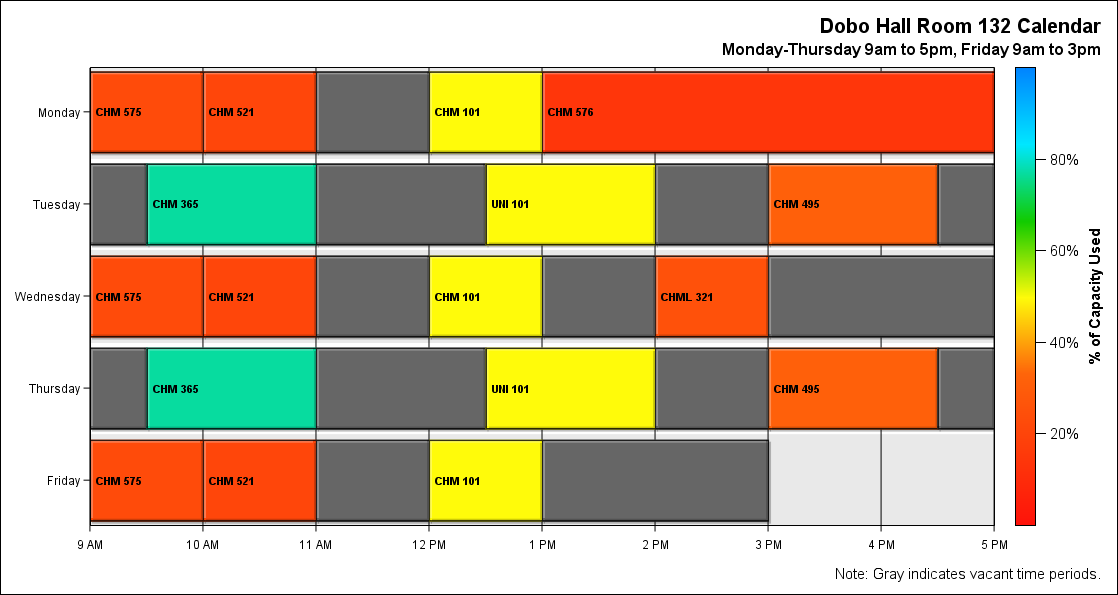 Dobo Hall Room 132 Calendar
Monday-Thursday 9am to 5pm, Friday 9am to 3pm
Monday
CHM 575
CHM 521
CHM 101
CHM 576
Tuesday
CHM 365
UNI 101
CHM 495
Wednesday
CHM 575
CHM 521
CHM 101
CHML 321
Thursday
CHM 365
UNI 101
CHM 495
Friday
CHM 575
CHM 521
CHM 101
9 AM
10 AM
11 AM
12 PM
1 PM
2 PM
3 PM
4 PM
5 PM
80%
60%
40%
20%
% of Capacity Used
Note: Gray indicates vacant time periods.